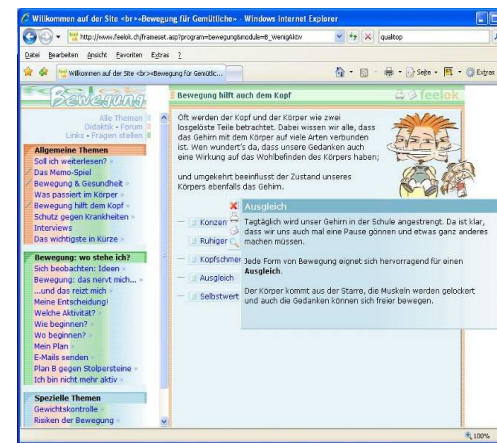 Willkommen auf der Site <br>«Bewegung für Gemütliche» - Windows Internet Explorer
http://www.feelok.ch/frameset.asp?program=bewegung&module=B_WenigAktiv
qualitop
Datei Bearbeiten Ansicht Favoriten Extras ?
Willkommen auf der Site <br>«Bewegung für Gemütlic...
Seite
Extras
Bewegung
Alle Themen
Didaktik • Forum
Links • Fragen stellen
Allgemeine Themen
Soll ich weiterlesen?
Das Memo-Spiel
Bewegung & Gesundheit
Was passiert im Körper
Bewegung hilft dem Kopf
Schutz gegen Krankheiten
Interviews
Das wichtigste in Kürze
Bewegung: wo stehe ich?
Sich beobachten: Ideen
Bewegung: das nervt mich...
...und das reizt mich
Meine Entscheidung!
Welche Aktivität?
Wie beginnen?
Wo beginnen?
Mein Plan
E-Mails senden
Plan B gegen Stolpersteine
Ich bin nicht mehr aktiv
Spezielle Themen
Gewichtskontrolle
Risiken der Bewegung
Bewegung hilft auch dem Kopf
feelok
Oft werden der Kopf und der Körper wie zwei
losgelöste Teile betrachtet. Dabei wissen wir alle, dass
das Gehirn mit dem Körper auf viele Arten verbunden
ist. Wen wundert's da, dass unsere Gedanken auch
eine Wirkung auf das Wohlbefinden des Körpers haben;
und umgekehrt beeinflusst der Zustand unseres
Körpers ebenfalls das Gehirn.
Konzen
Ruhiger
Kopfschmer
Ausgleich
Selbstwert
Ausgleich
Tagtäglich wird unser Gehirn in der Schule angestrengt. Da ist klar,
dass wir uns auch mal eine Pause gönnen und etwas ganz anderes
machen müssen.
Jede Form von Bewegung eignet sich hervorragend für einen
Ausgleich.
Der Körper kommt aus der Starre, die Muskeln werden gelockert
und auch die Gedanken können sich freier bewegen.
100%